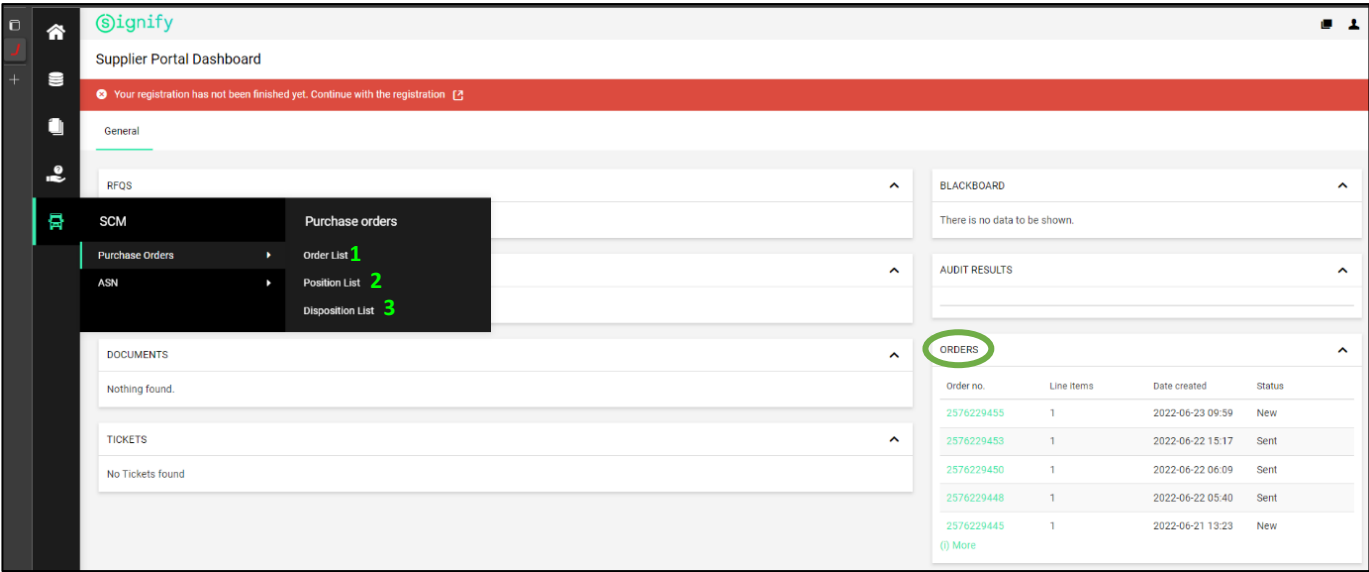 signify
Supplier Portal Dashboard
Your registration has not been finished yet. Continue with the registration
General
RFQS
BLACKBOARD
There is no data to be shown.
SCM
Purchase Orders
ASN
Purchase orders
Order List 1
Position List 2
Disposition List 3
AUDIT RESULTS
DOCUMENTS
Nothing found.
TICKETS
No Tickets found
ORDERS
Order no. Line items Date created Status
2576229455 1 2022-06-23 09:59 New
2576229453 1 2022-06-22 15:17 Sent
2576229450 1 2022-06-22 06:09 Sent
2576229448 1 2022-06-22 05:40 Sent
2576229445 1 2022-06-21 13:23 New
(i) More